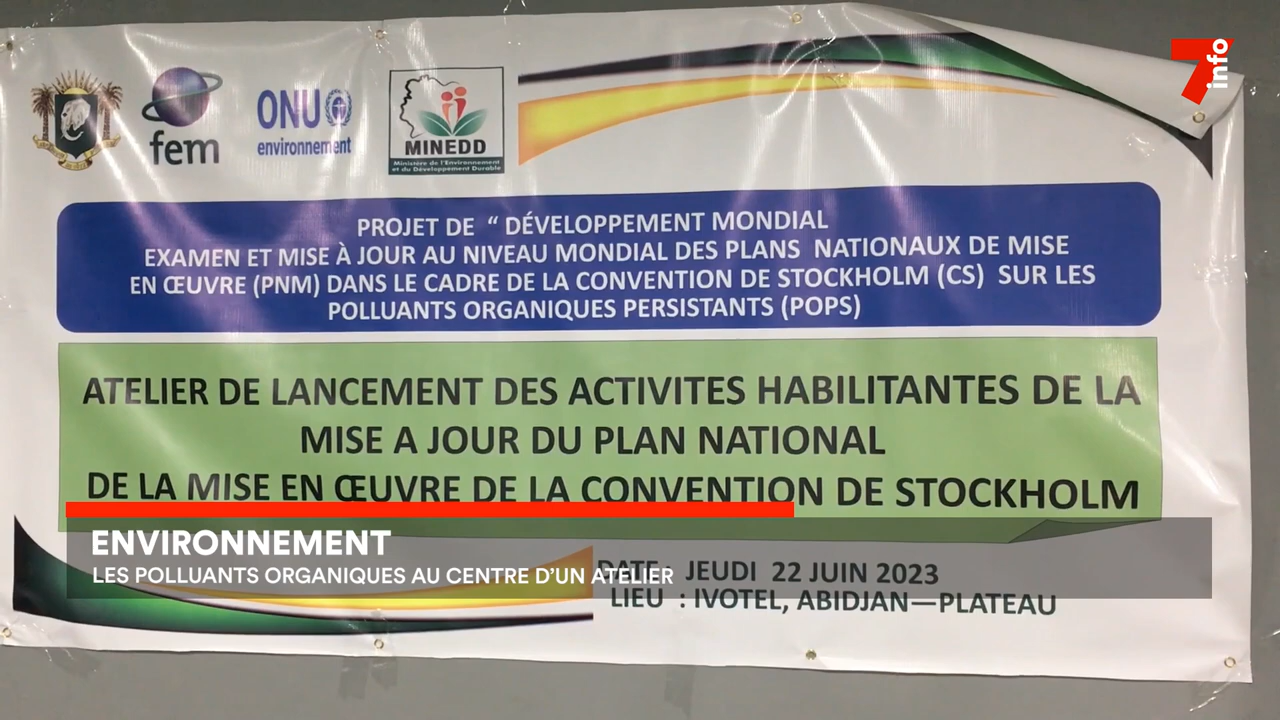 7 info
fem
ONU
environnement
MINEDD
Ministère de l'Environnement
et du Développement Durable
PROJET DE “ DÉVELOPPEMENT MONDIAL
EXAMEN ET MISE À JOUR AU NIVEAU MONDIAL DES PLANS NATIONAUX DE MISE
EN ŒUVRE (PNM) DANS LE CADRE DE LA CONVENTION DE STOCKHOLM (CS) SUR LES
POLLUANTS ORGANIQUES PERSISTANTS (POPS)
ATELIER DE LANCEMENT DES ACTIVITES HABILITANTES DE LA
MISE A JOUR DU PLAN NATIONAL
DE LA MISE EN ŒUVRE DE LA CONVENTION DE STOCKHOLM
ENVIRONNEMENT
LES POLLUANTS ORGANIQUES AU CENTRE D’UN ATELIER
DATE : JEUDI 22 JUIN 2023
LIEU : IVOTEL, ABIDJAN—PLATEAU